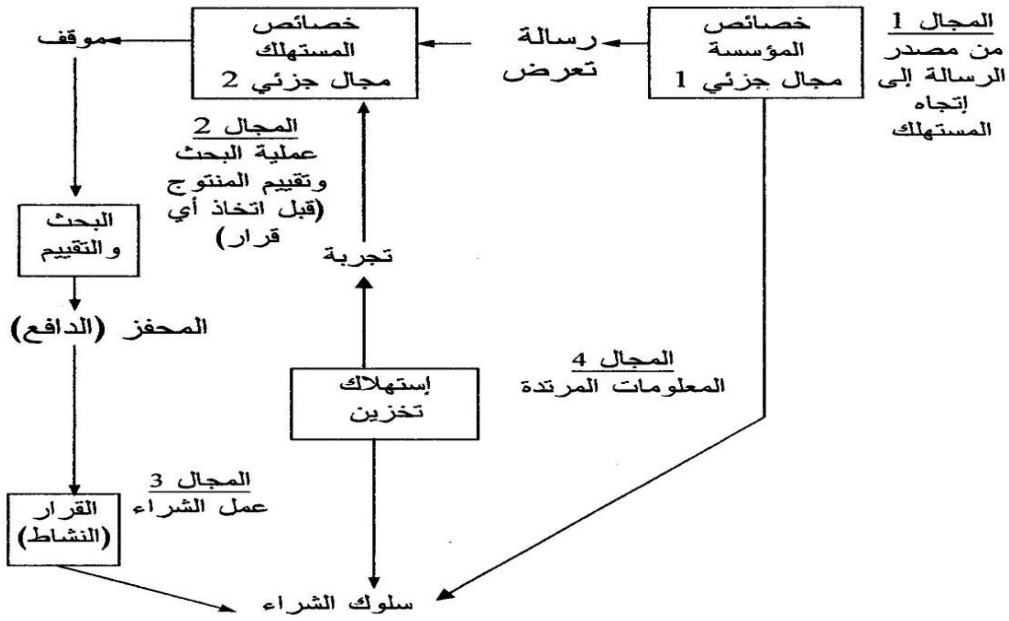 المجال 1
من مصدر
الرسالة إلى
إتجاه
المستهلك
خصائص
المؤسسة
مجال جزئي 1
رسالة
تعرض
خصائص
المستهلك
مجال جزئي 2
موقف
المجال 2
عملية البحث
وتقييم المنتوج
(قبل اتخاذ أي
قرار)
البحث
والتقييم
تجربة
المحفز (الدافع)
المجال 4
المعلومات المرتدة
إستهلاك
تخزين
المجال 3
عمل الشراء
القرار
(النشاط)
سلوك الشراء